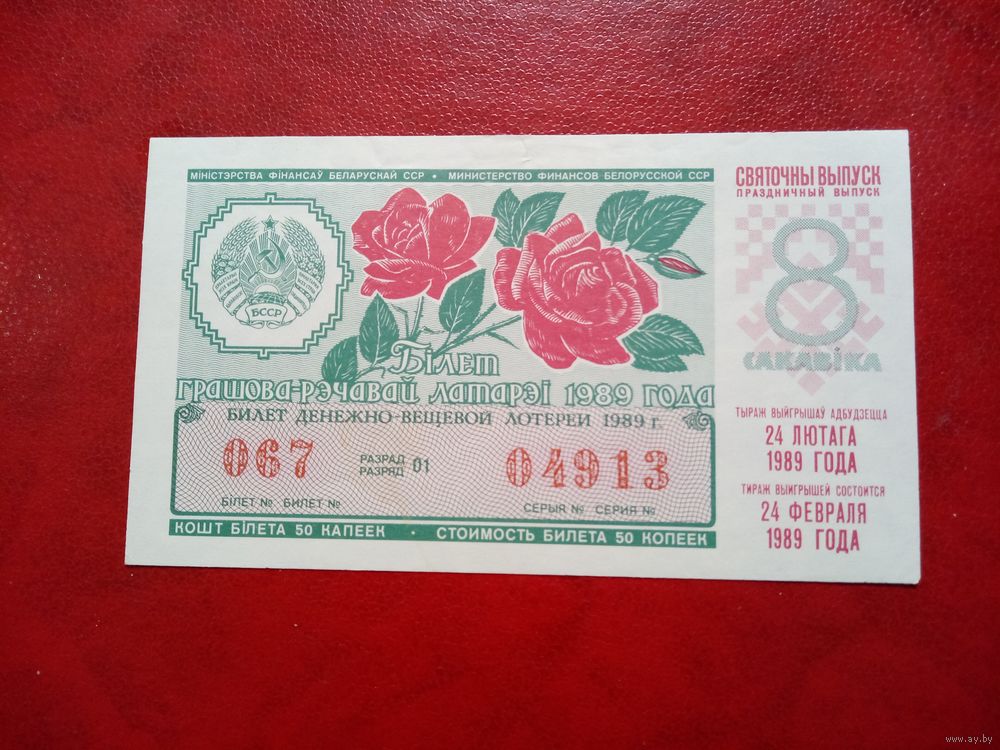 МІНІСТЭРСТВА ФІНАНСАЎ БЕЛАРУСКАЙ ССР · МИНИСТЕРСТВО ФИНАНСОВ БЕЛОРУССКОЙ ССР
БССР
Білет
грашова-рэчавай латарэі 1989 года
БИЛЕТ ДЕНЕЖНО-ВЕЩЕВОЙ ЛОТЕРЕИ 1989 г.
067 РАЗРАД 01 04913
РАЗРЯД
БІЛЕТ № БИЛЕТ № СЕРЫЯ № СЕРИЯ №
КОШТ БІЛЕТА 50 КАПЕЕК · СТОИМОСТЬ БИЛЕТА 50 КОПЕЕК
СВЯТОЧНЫ ВЫПУСК
ПРАЗДНИЧНЫЙ ВЫПУСК
8
САКАВІКА
ТЫРАЖ ВЫЙГРЫШАЎ АДБУДЗЕЦЦА
24 ЛЮТАГА
1989 ГОДА
ТИРАЖ ВЫИГРЫШЕЙ СОСТОИТСЯ
24 ФЕВРАЛЯ
1989 ГОДА
www.ay.by